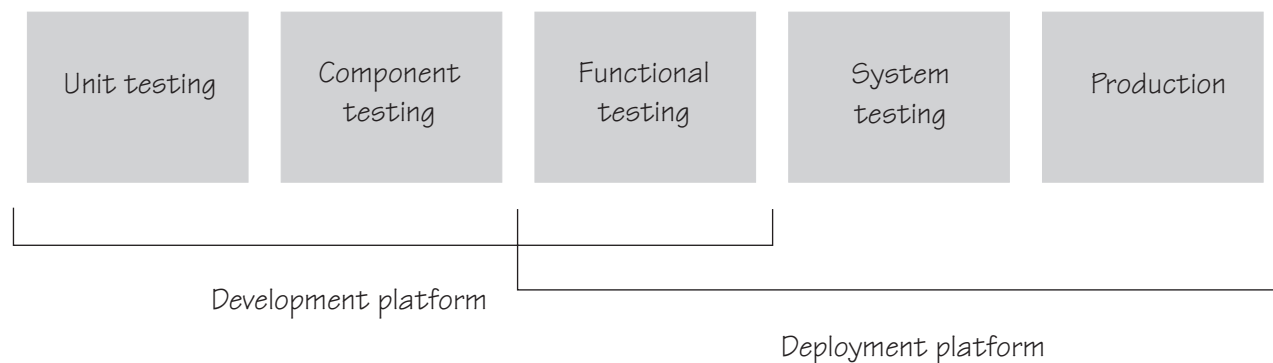 Unit testing
Component
testing
Functional
testing
System
testing
Production
Development platform
Deployment platform